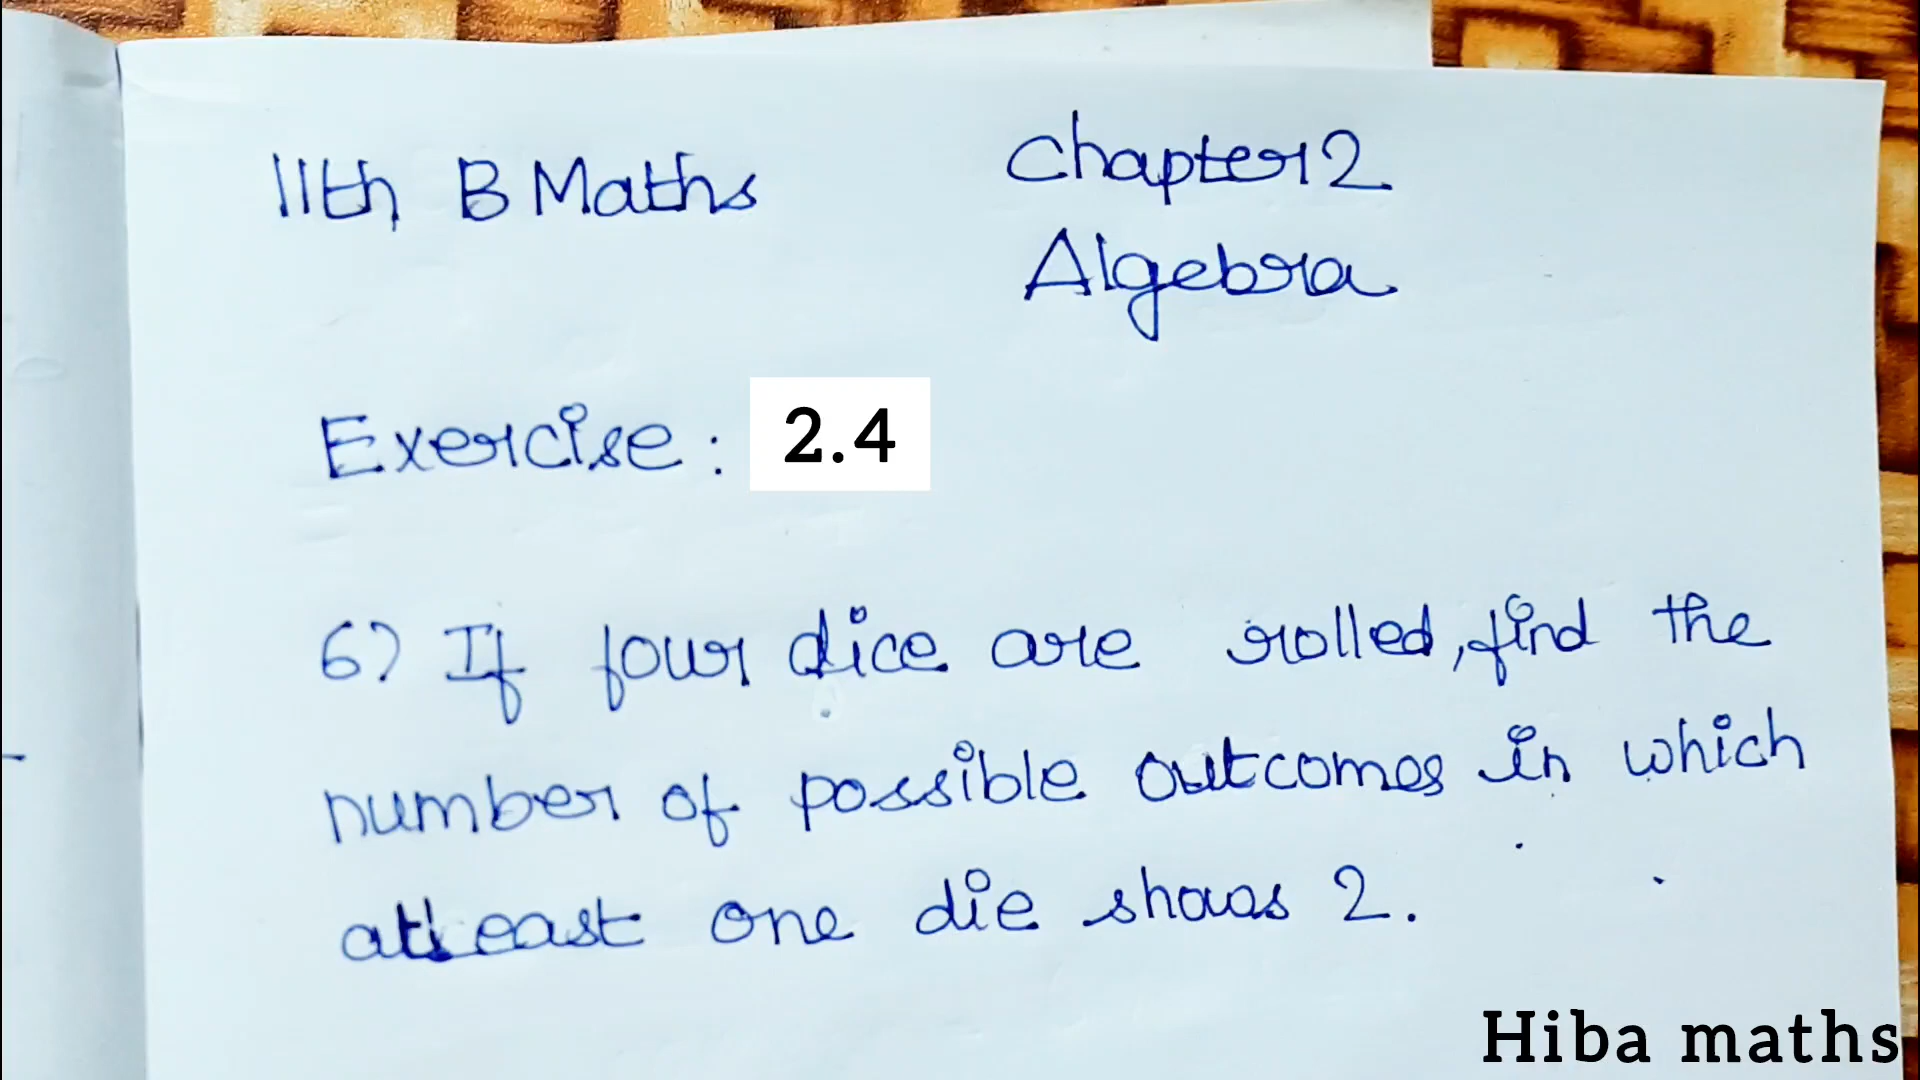 11th B Maths
Chapter 2
Algebra
Exercise: 2.4
6) If four dice are rolled, find the
number of possible outcomes in which
atleast one die shows 2.
Hiba maths